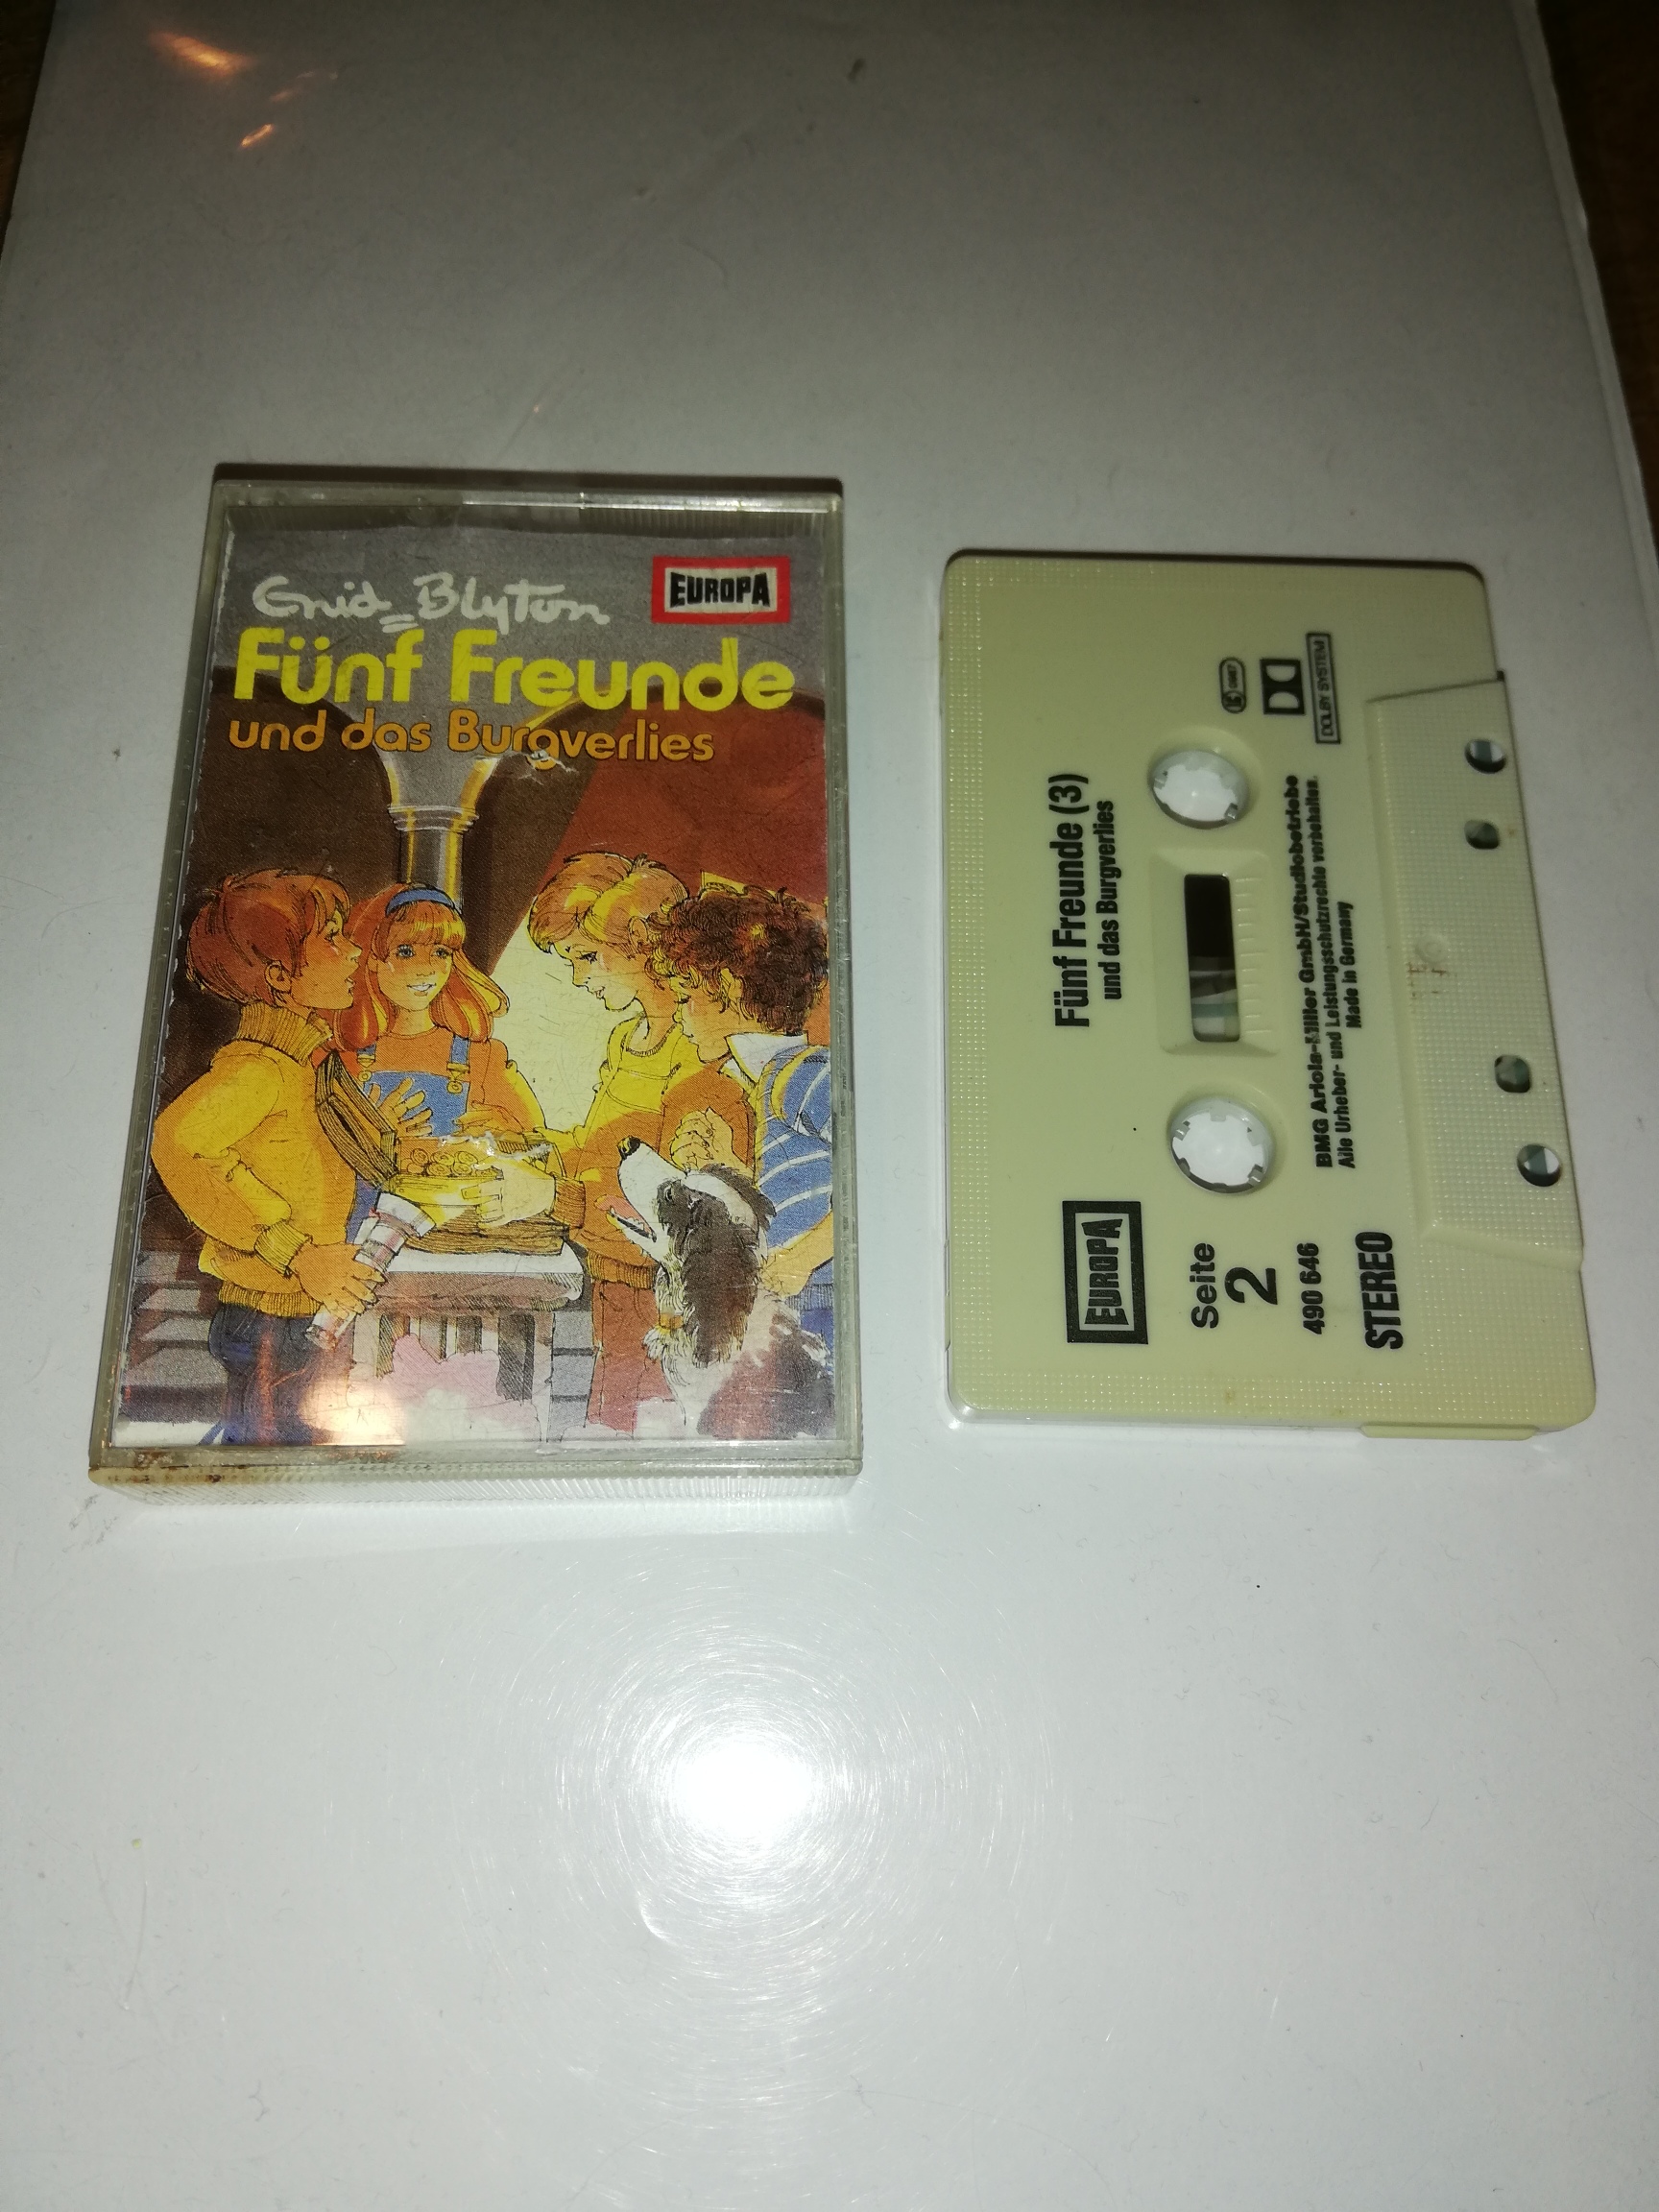 Enid Blyton
EUROPA
Fünf Freunde
und das Burgverlies
Fünf Freunde (3)
und das Burgverlies
DOLBY SYSTEM
EUROPA
Seite
2
490 646
STEREO
BMG Ariola-Miller GmbH/Studiobetriebe
Alle Urheber- und Leistungsschutzrechte vorbehalten.
Made in Germany